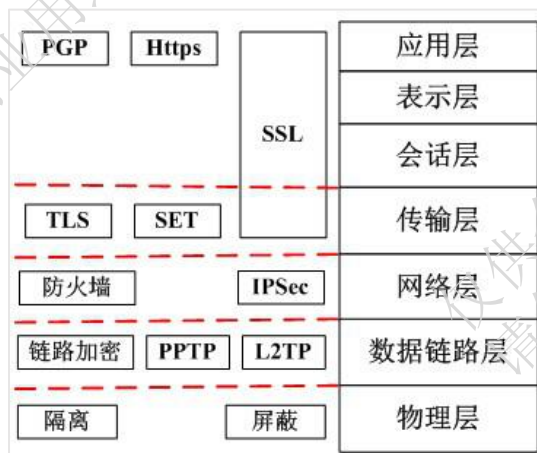 PGP Https 应用层
表示层
SSL
会话层
TLS SET 传输层
防火墙 IPSec 网络层
链路加密 PPTP L2TP 数据链路层
隔离 屏蔽 物理层